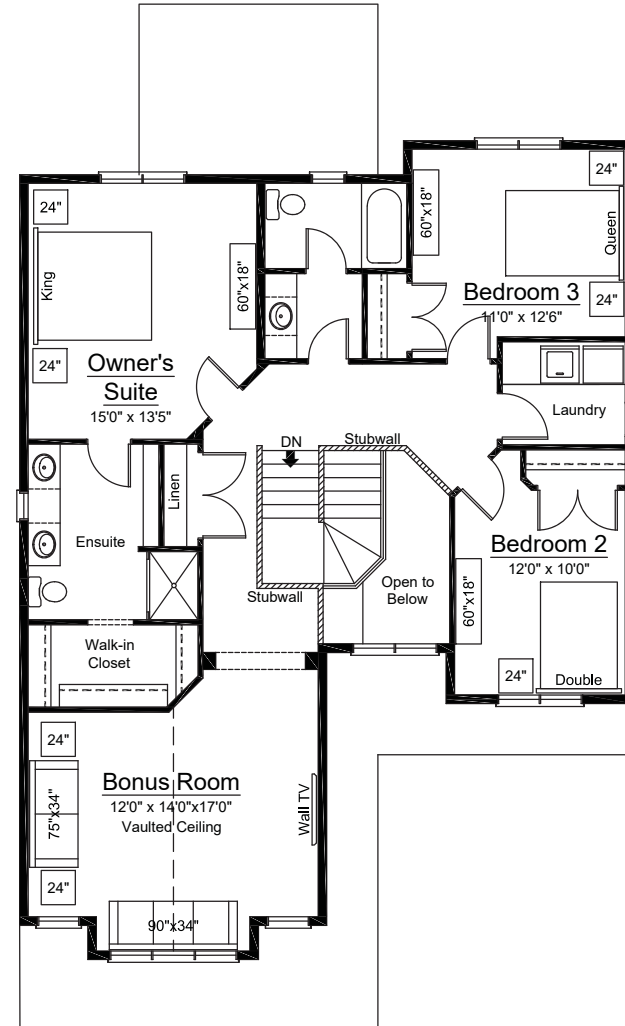 24"
King
24"
60"x18"
Owner's
Suite
15'0" x 13'5"
60"x18"
24"
Queen
24"
Bedroom 3
11'0" x 12'6"
Laundry
DN
Stubwall
Linen
Ensuite
Stubwall
Open to
Below
Bedroom 2
12'0" x 10'0"
60"x18"
24"
Double
Walk-in
Closet
24"
75"x34"
24"
Bonus Room
12'0" x 14'0"x17'0"
Vaulted Ceiling
Wall TV
90"x34"